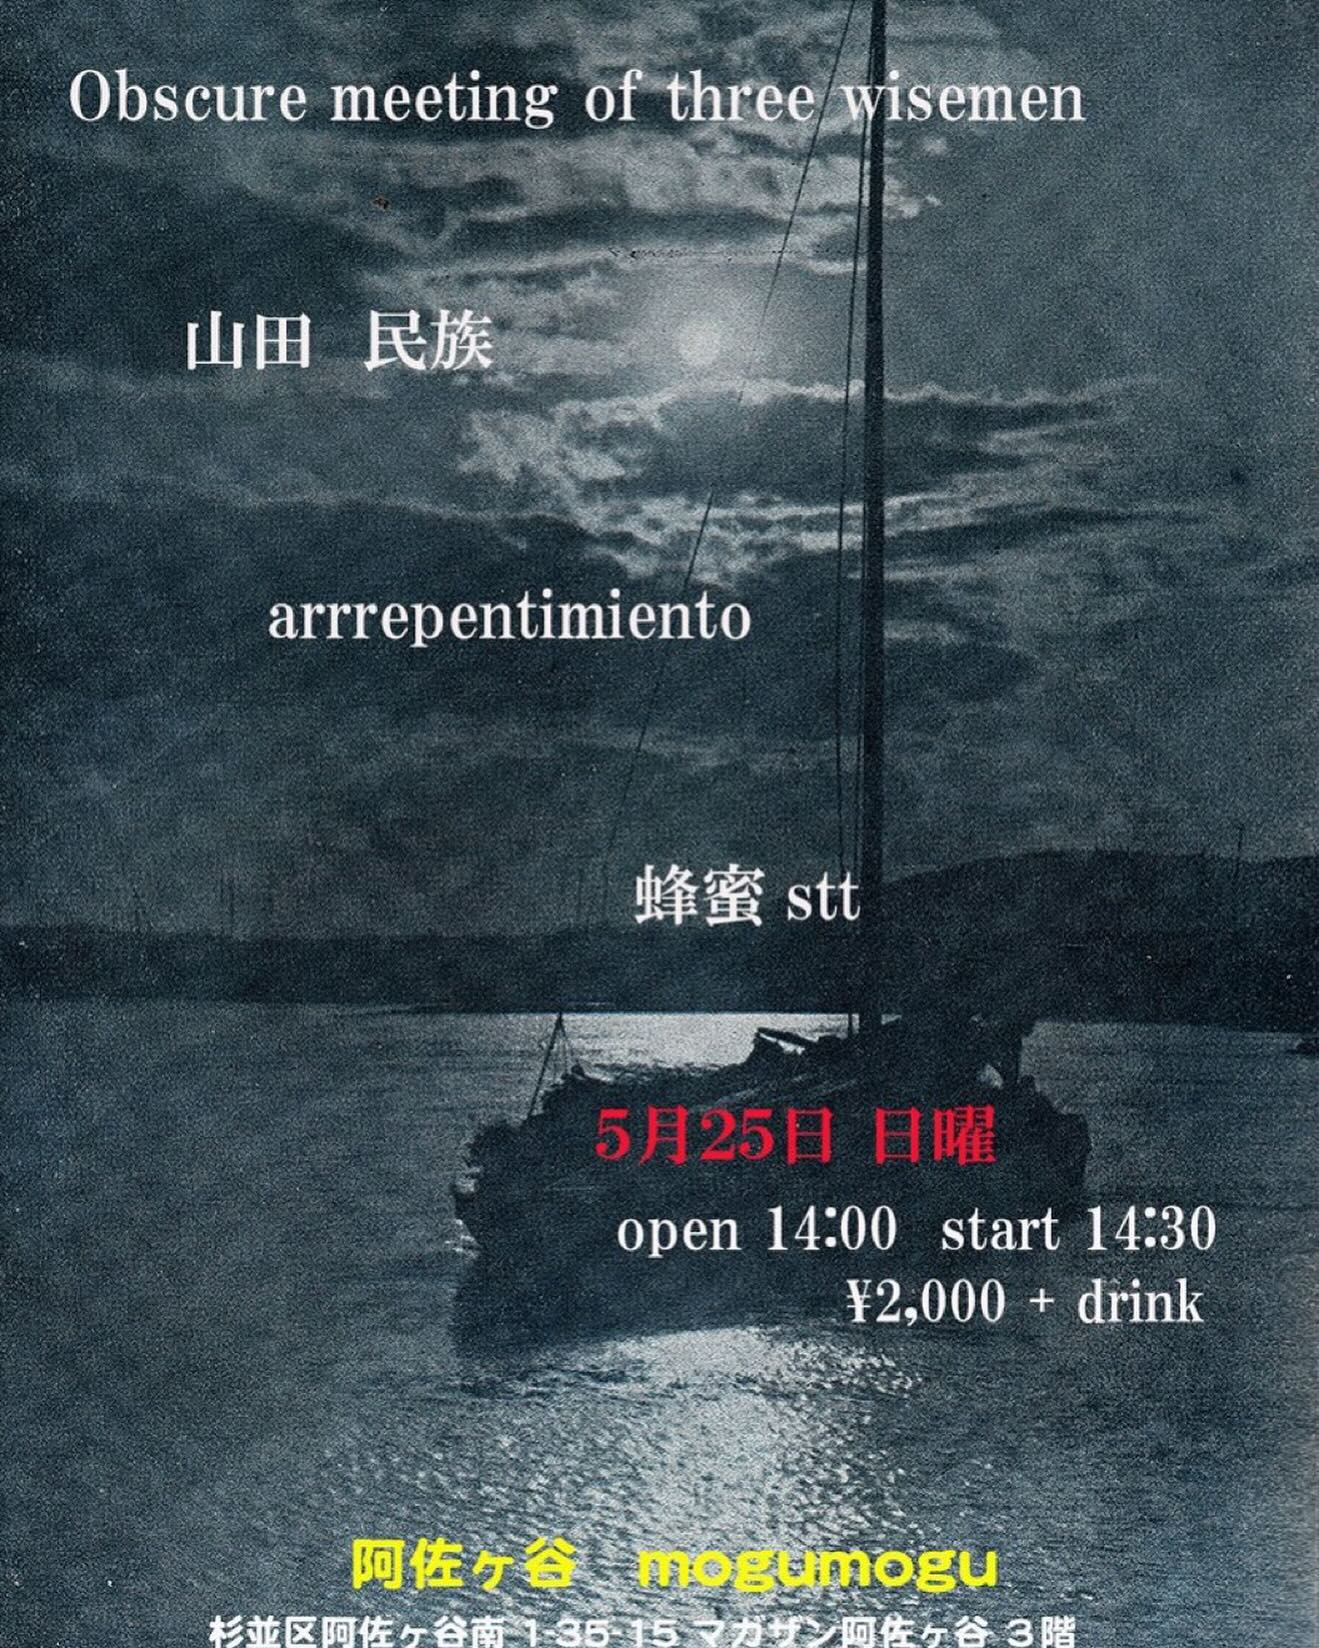 Obscure meeting of three wisemen
山田 民族
arrrepentimiento
蜂蜜 stt
5月25日 日曜
open 14:00 start 14:30
¥2,000 + drink
阿佐ヶ谷 mogumogu
杉並区阿佐ヶ谷南 1-35-15 マガザン阿佐ヶ谷 3階